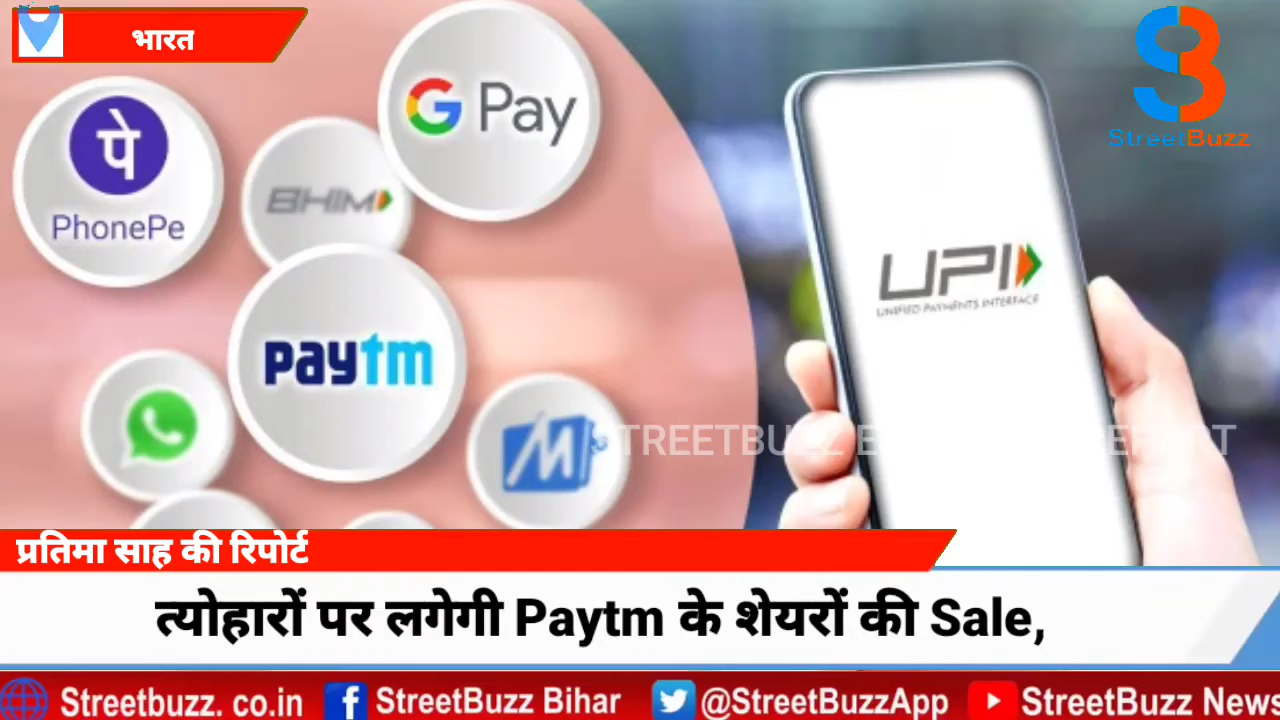 भारत
StreetBuzz
G Pay
पे
PhonePe
BHIM
paytm
UPI
UNIFIED PAYMENTS INTERFACE
प्रतिमा साह की रिपोर्ट
त्योहारों पर लगेगी Paytm के शेयरों की Sale,
Streetbuzz. co.in StreetBuzz Bihar @StreetBuzzApp StreetBuzz News